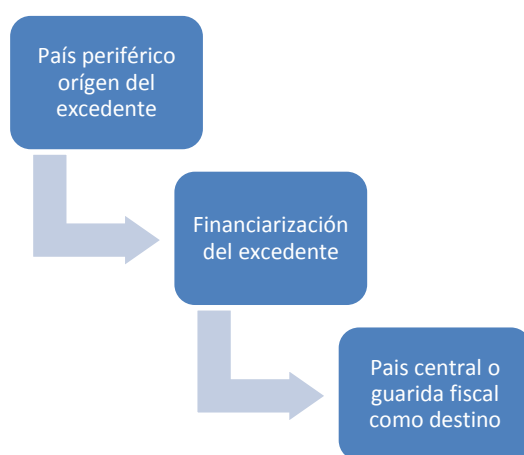 País periférico
orígen del
excedente
Financiarización
del excedente
Pais central o
guarida fiscal
como destino